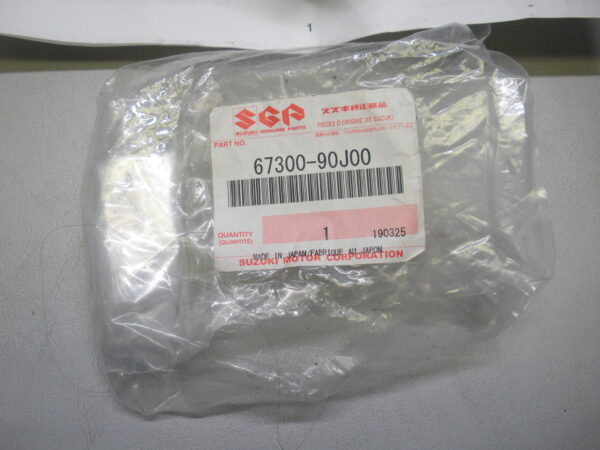 1
SGP
SUZUKI GENUINE PARTS
スズキ純正部品
PIÈCES D'ORIGINE DE SUZUKI
PART NO.
67300-90J00
QUANTITY
(QUANTITÉ)
1
190325
MADE IN JAPAN/FABRIQUE AU JAPON
SUZUKI MOTOR CORPORATION